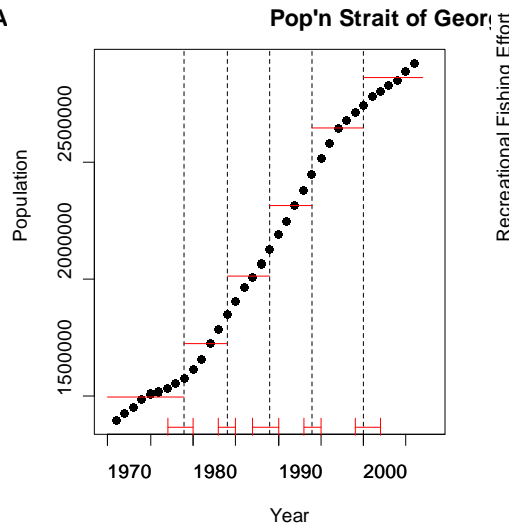 Pop'n Strait of Georg
Population
2500000
2000000
1500000
1970 1980 1990 2000
Year
Recreational Fishing Effort